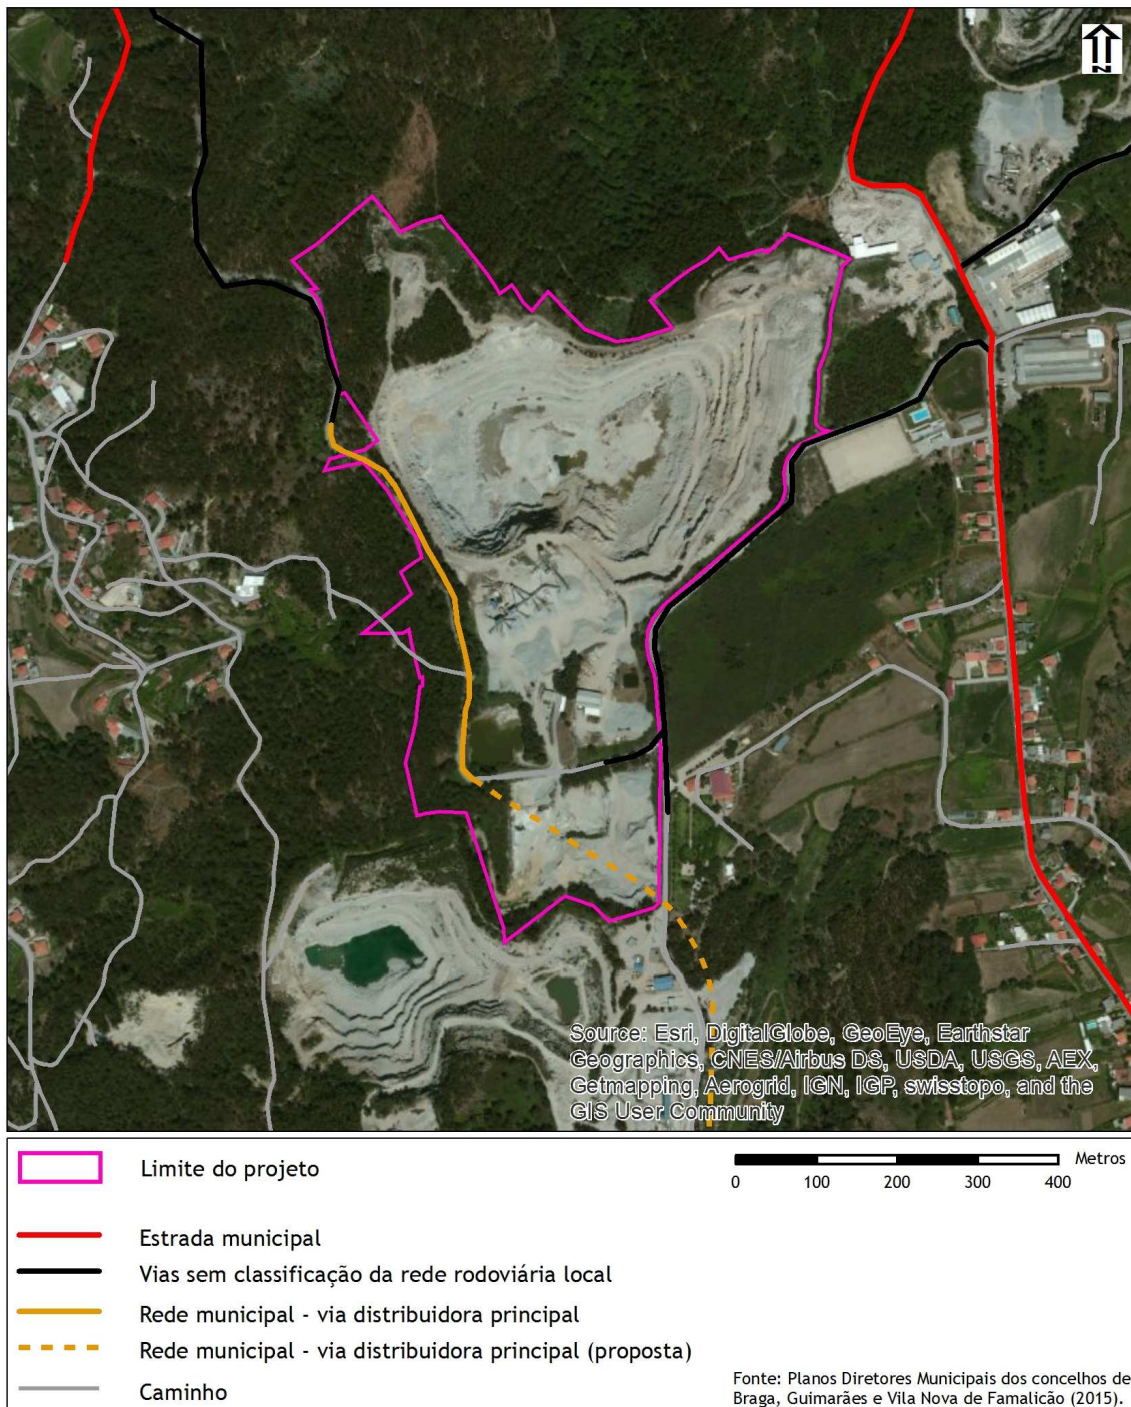 N
Source: Esri, DigitalGlobe, GeoEye, Earthstar
Geographics, CNES/Airbus DS, USDA, USGS, AEX,
Getmapping, Aerogrid, IGN, IGP, swisstopo, and the
GIS User Community
Limite do projeto
Metros
0 100 200 300 400
Estrada municipal
Vias sem classificação da rede rodoviária local
Rede municipal - via distribuidora principal
Rede municipal - via distribuidora principal (proposta)
Caminho
Fonte: Planos Diretores Municipais dos concelhos de
Braga, Guimarães e Vila Nova de Famalicão (2015).